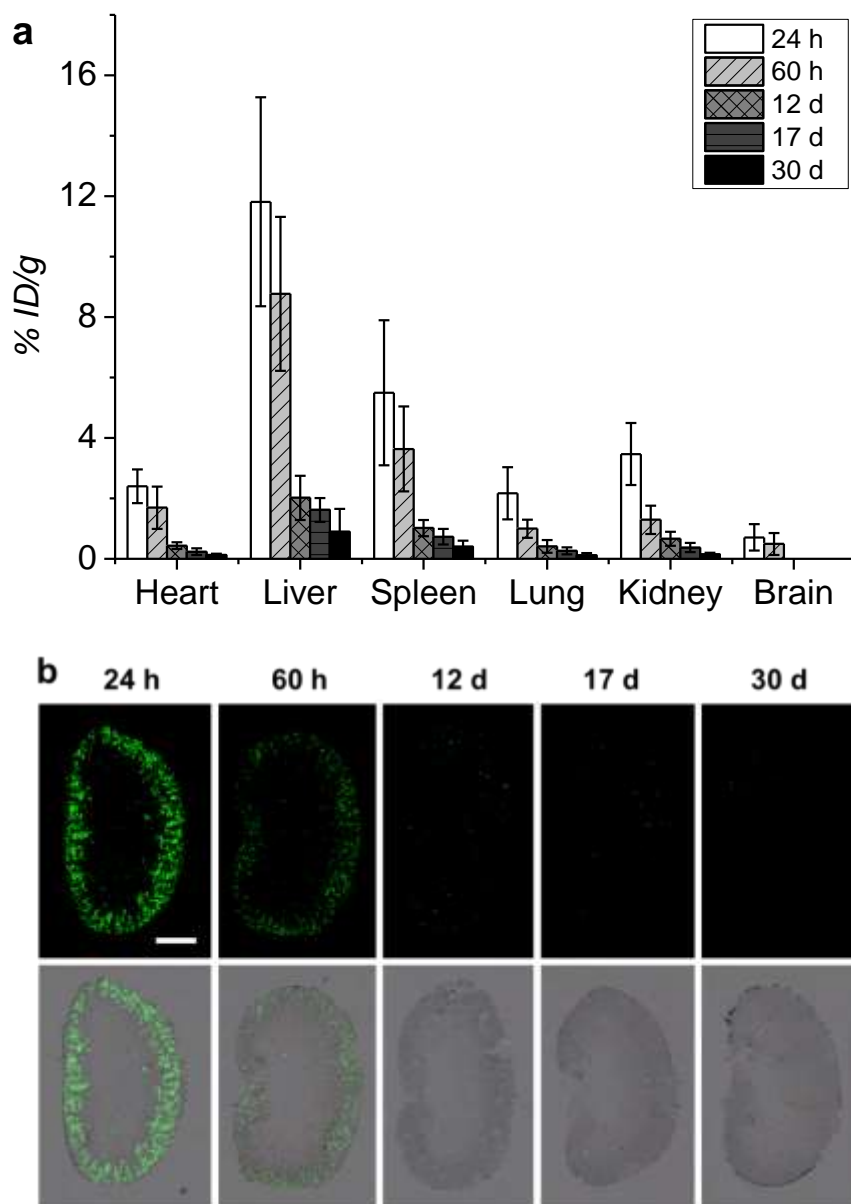 a
24 h
60 h
12 d
17 d
30 d
16
12
8
4
0
% ID/g
Heart Liver Spleen Lung Kidney Brain
b
24 h 60 h 12 d 17 d 30 d